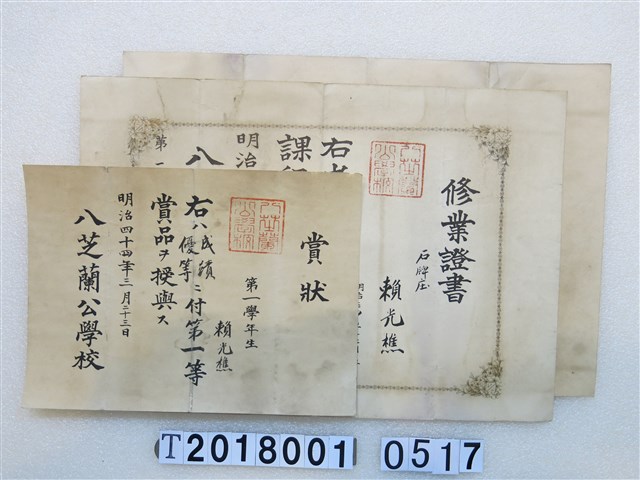 賞狀
第一學年生
賴光樵
右ハ成績優等ニ付第一等
賞品ヲ授與ス
明治四十四年三月二十三日
八芝蘭公學校
修業證書
石牌庄
賴光樵
右者
課程
明治
八
第一
T2018001 0517